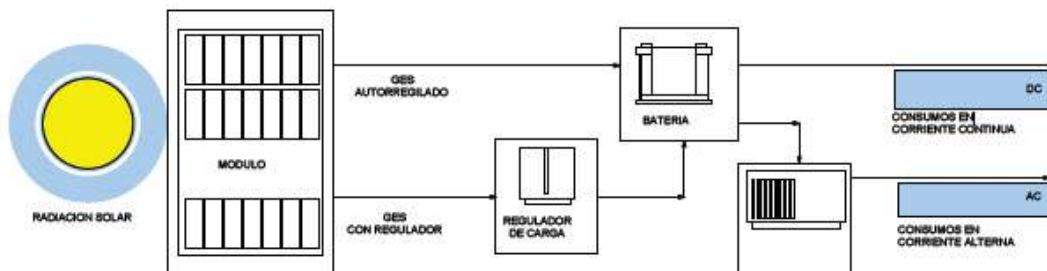 RADIACION SOLAR
MODULO
GES
AUTORREGILADO
GES
CON REGULADOR
REGULADOR
DE CARGA
BATERIA
DC
CONSUMOS EN
CORRIENTE CONTINUA
AC
CONSUMOS EN
CORRIENTE ALTERNA